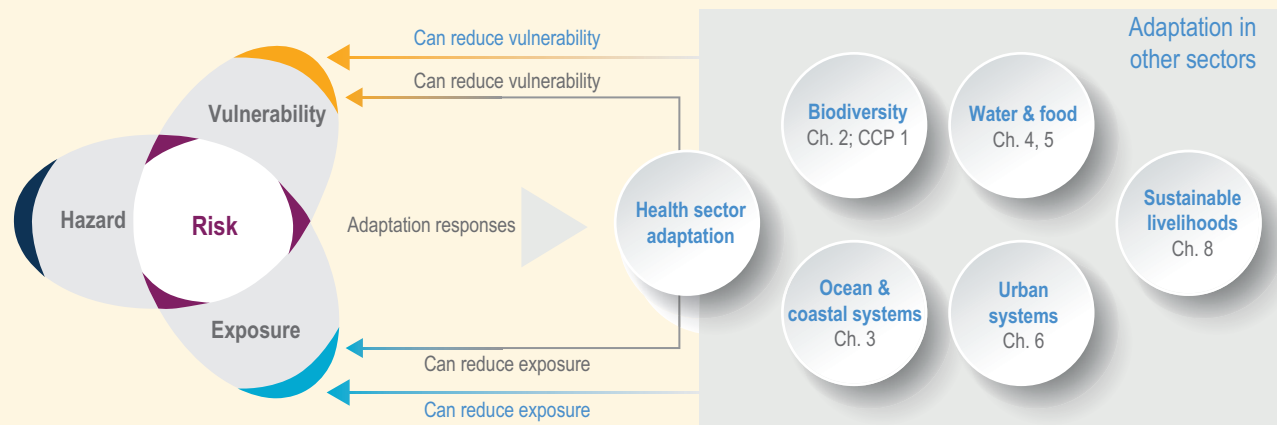 Can reduce vulnerability
Can reduce vulnerability
Vulnerability
Hazard
Risk
Exposure
Adaptation responses
Can reduce exposure
Can reduce exposure
Health sector
adaptation
Adaptation in
other sectors
Biodiversity
Ch. 2; CCP 1
Water & food
Ch. 4, 5
Sustainable
livelihoods
Ch. 8
Ocean &
coastal systems
Ch. 3
Urban
systems
Ch. 6